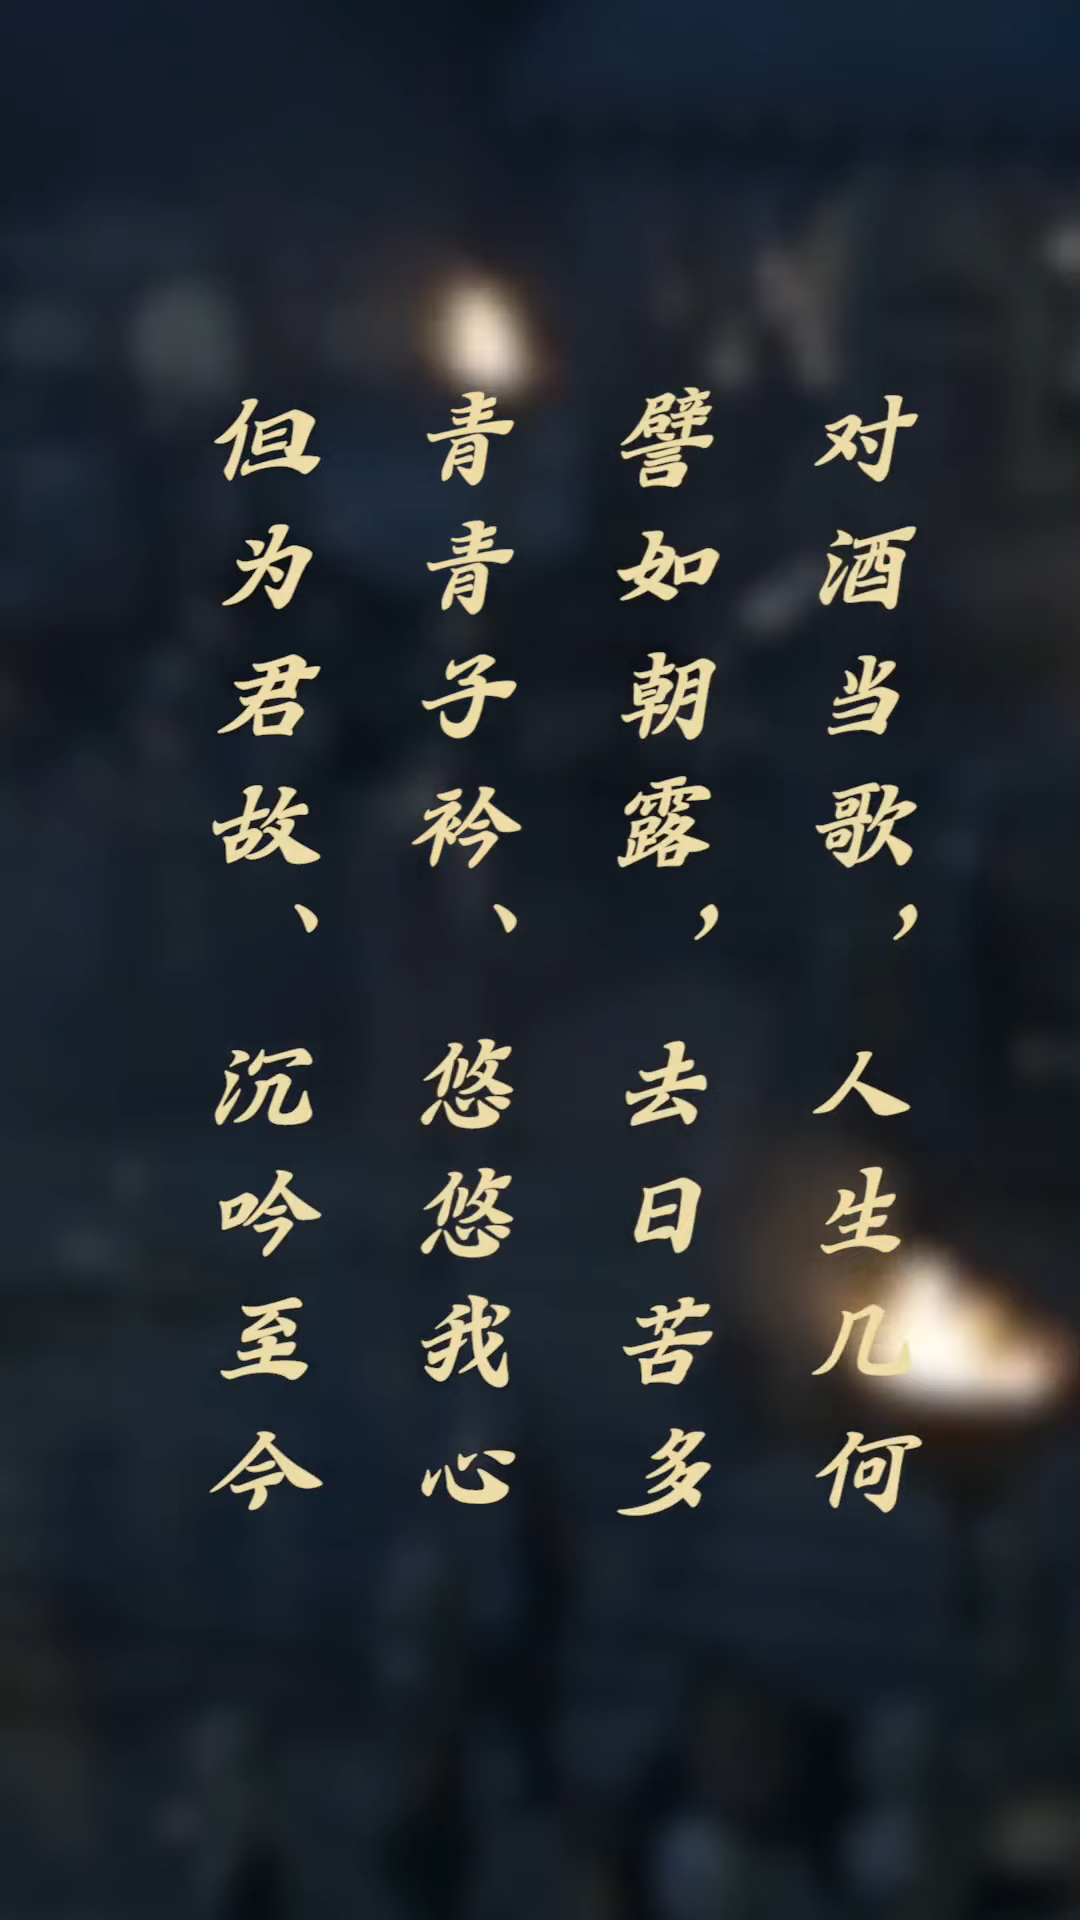 对酒当歌，人生几何
譬如朝露，去日苦多
青青子衿、悠悠我心
但为君故、沉吟至今